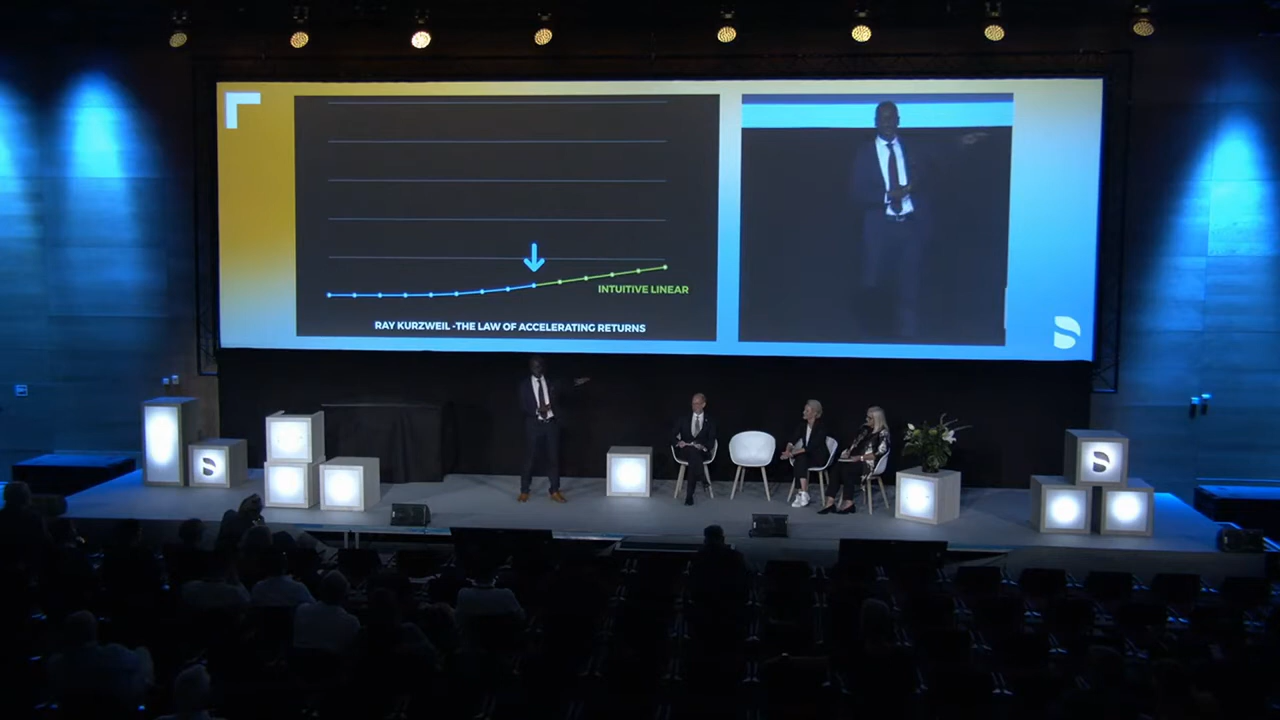 INTUITIVE LINEAR
RAY KURZWEIL -THE LAW OF ACCELERATING RETURNS